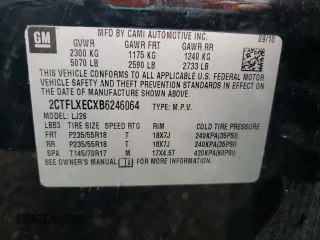 GM
MFD BY CAMI AUTOMOTIVE INC.
09/10
GVWR GAWR FRT GAWR RR
2300 KG 1175 KG 1240 KG
5070 LB 2590 LB 2733 LB
THIS VEHICLE CONFORMS TO ALL APPLICABLE U.S. FEDERAL
MOTOR VEHICLE SAFETY AND THEFT PREVENTION STANDARDS
IN EFFECT ON THE DATE OF MANUFACTURE SHOWN ABOVE.
2CTFLXECXB6246064 TYPE: M.P.V.
MODEL: LJ26
LBB3 TIRE SIZE SPEED RTG RIM COLD TIRE PRESSURE
FRT P235/55R18 T 18X7J 240KPA(35PSI)
RR P235/55R18 T 18X7J 240KPA(35PSI)
SPA T145/70R17 M 17X4.5T 420KPA(60PSI)
SEE OWNER'S MANUAL FOR ADDITIONAL INFORMATION.